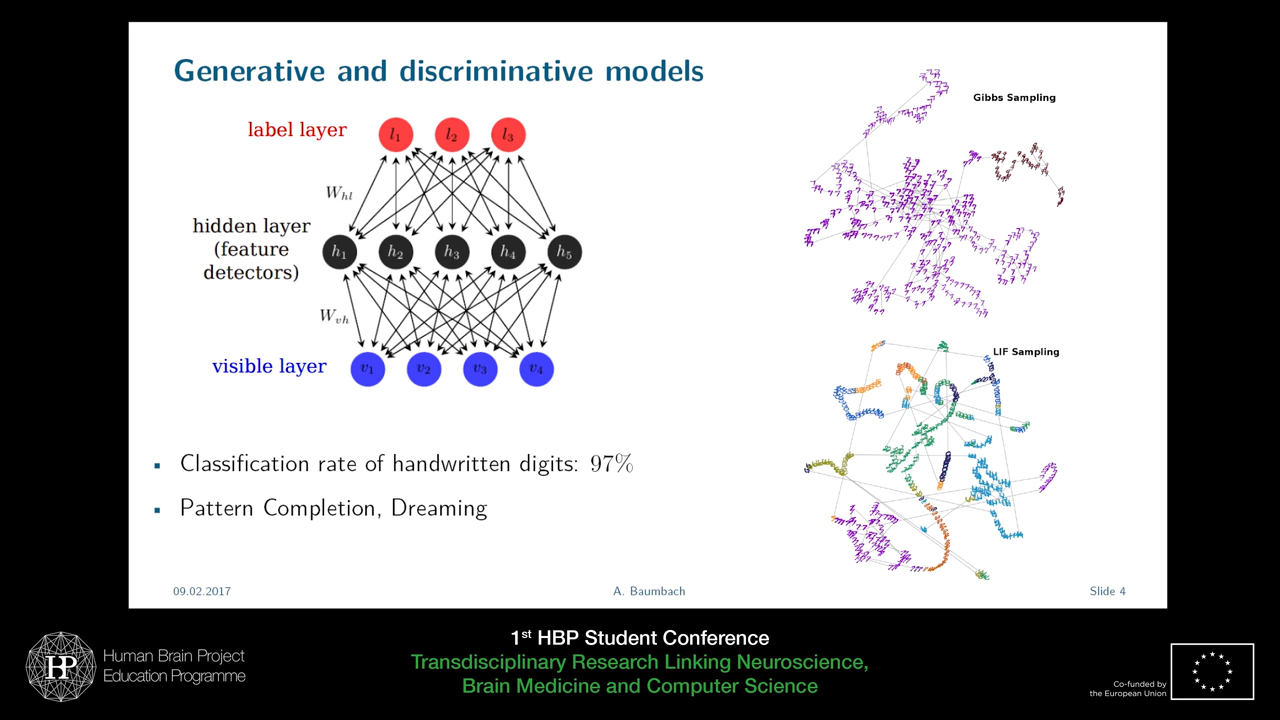 Generative and discriminative models
label layer
l1 l2 l3
Whl
hidden layer
(feature
detectors)
h1 h2 h3 h4 h5
Wvh
visible layer
v1 v2 v3 v4
Gibbs Sampling
LIF Sampling
Classification rate of handwritten digits: 97%
Pattern Completion, Dreaming
09.02.2017
A. Baumbach
Slide 4
HP
Human Brain Project
Education Programme
1st HBP Student Conference
Transdisciplinary Research Linking Neuroscience,
Brain Medicine and Computer Science
Co-funded by
the European Union